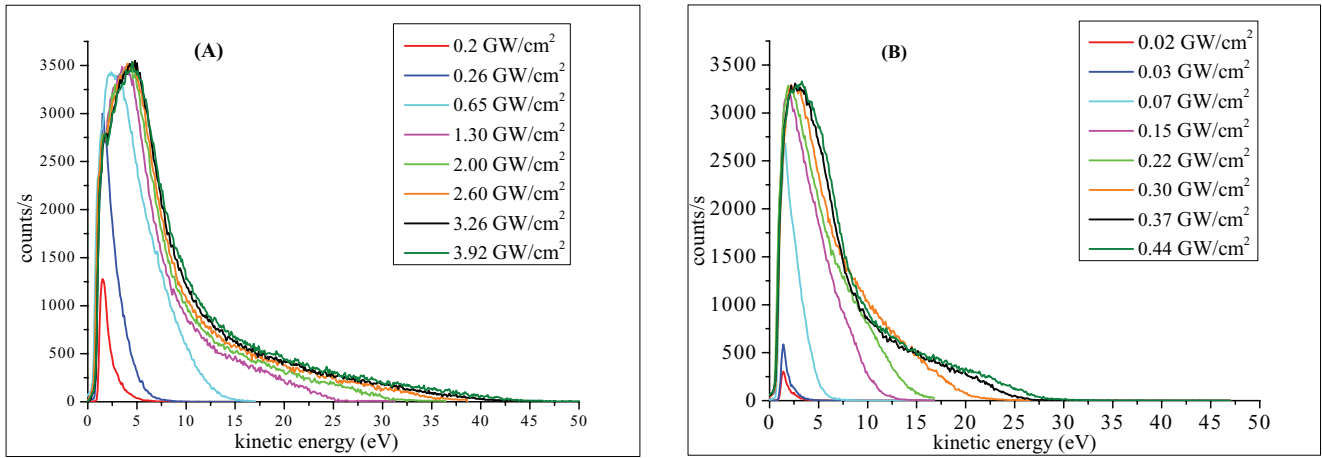 (A)
0.2 GW/cm²
0.26 GW/cm²
0.65 GW/cm²
1.30 GW/cm²
2.00 GW/cm²
2.60 GW/cm²
3.26 GW/cm²
3.92 GW/cm²
counts/s
3500
3000
2500
2000
1500
1000
500
0
0 5 10 15 20 25 30 35 40 45 50
kinetic energy (eV)
(B)
0.02 GW/cm²
0.03 GW/cm²
0.07 GW/cm²
0.15 GW/cm²
0.22 GW/cm²
0.30 GW/cm²
0.37 GW/cm²
0.44 GW/cm²
counts/s
3500
3000
2500
2000
1500
1000
500
0
0 5 10 15 20 25 30 35 40 45 50
kinetic energy (eV)